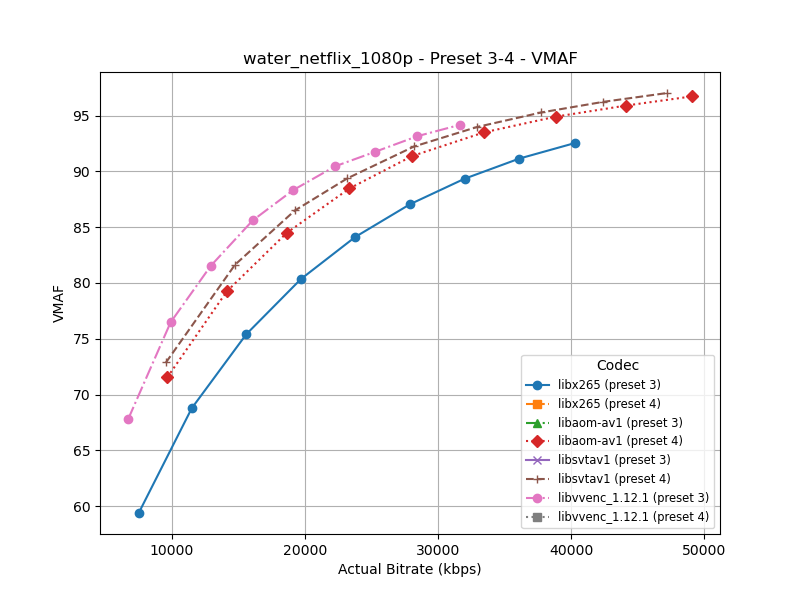 water_netflix_1080p - Preset 3-4 - VMAF
VMAF
95
90
85
80
75
70
65
60
10000
20000
30000
40000
50000
Actual Bitrate (kbps)
Codec
libx265 (preset 3)
libx265 (preset 4)
libaom-av1 (preset 3)
libaom-av1 (preset 4)
libsvtav1 (preset 3)
libsvtav1 (preset 4)
libvvenc_1.12.1 (preset 3)
libvvenc_1.12.1 (preset 4)